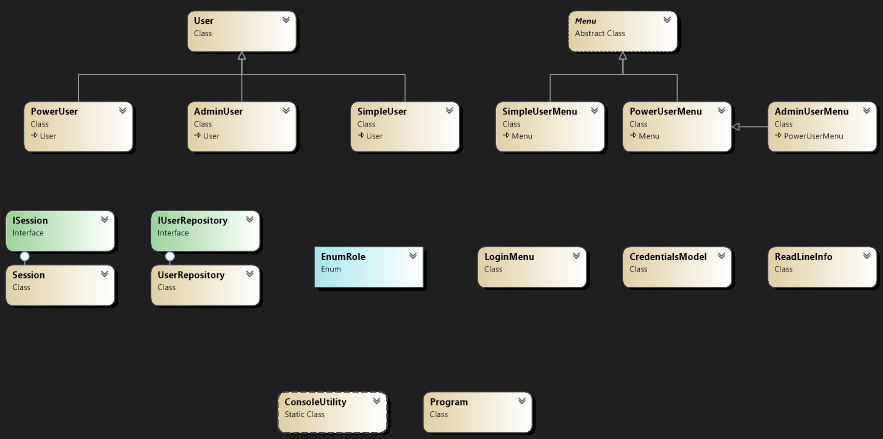 User
Class
Menu
Abstract Class
PowerUser
Class
User
AdminUser
Class
User
SimpleUser
Class
User
SimpleUserMenu
Class
Menu
PowerUserMenu
Class
Menu
AdminUserMenu
Class
PowerUserMenu
ISession
Interface
IUserRepository
Interface
Session
Class
UserRepository
Class
EnumRole
Enum
LoginMenu
Class
CredentialsModel
Class
ReadLineInfo
Class
ConsoleUtility
Static Class
Program
Class